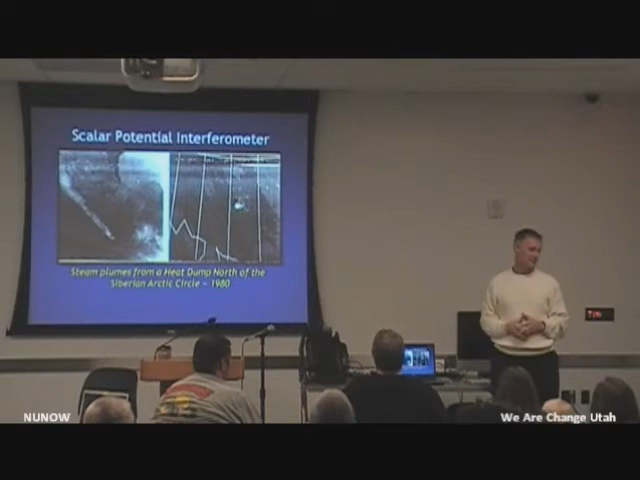 Scalar Potential Interferometer
Steam plumes from a Heat Dump North of the
Siberian Arctic Circle - 1980
NUNOW
We Are Change Utah